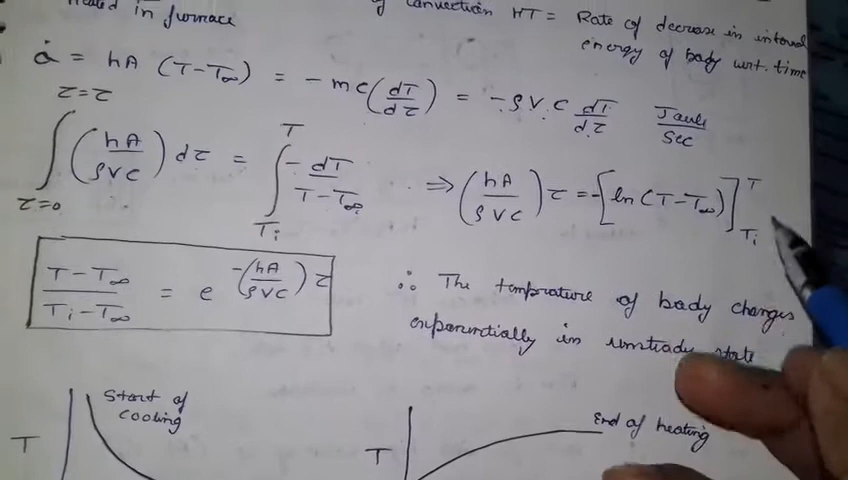 heated in furnace
of convection HT = Rate of decrease in internal
energy of body wrt. time
Q̇ = hA (T-T∞) = -mc(dT/dτ) = -ρV.C dT/dτ Joule/Sec
∫_{τ=0}^{τ=τ} (hA/ρVC) dτ = ∫_{Ti}^{T} -dT/(T-T∞) ⇒ (hA/ρVC) τ = -[ln(T-T∞)]_{Ti}^{T}
(T-T∞)/(Ti-T∞) = e^{-(hA/ρVC)τ}
∴ The temprature of body changes
exponentially in unsteady state
Start of
cooling
T
End of heating
T